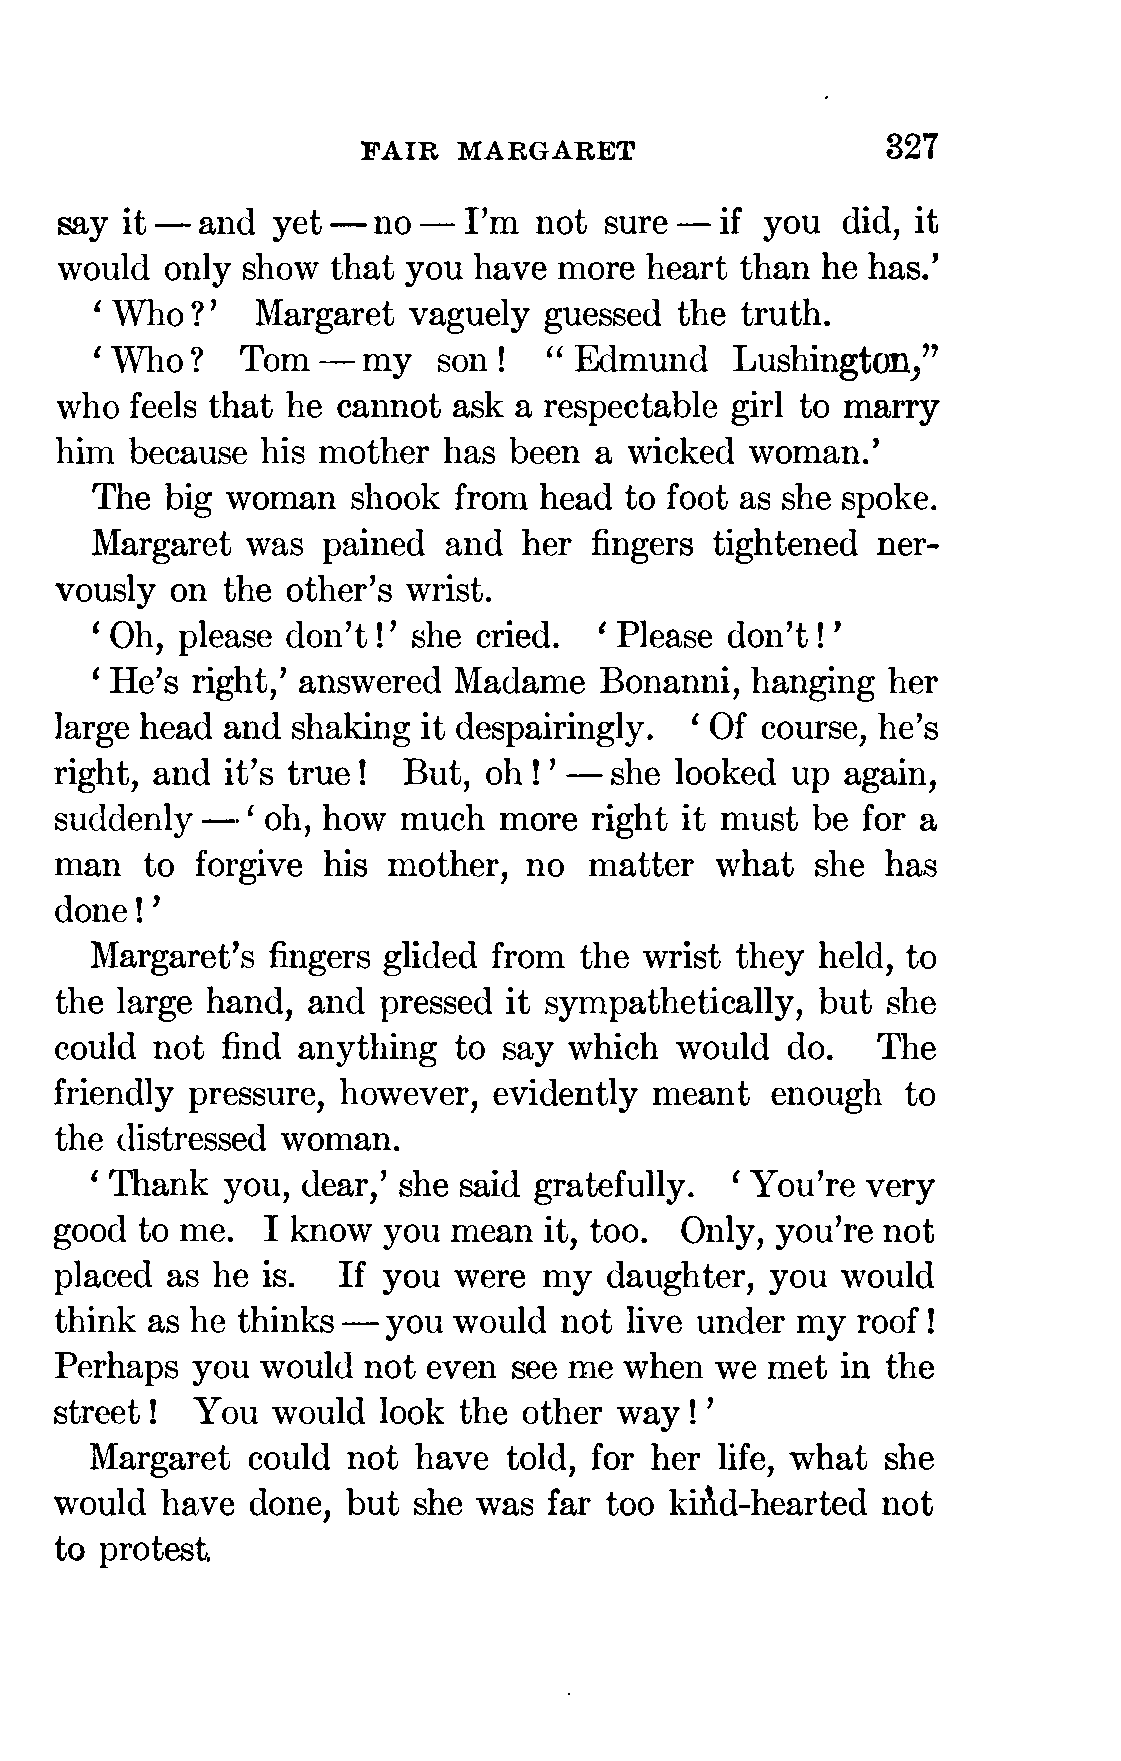 FAIR MARGARET 327
say it — and yet — no — I'm not sure — if you did, it
would only show that you have more heart than he has.'
'Who?' Margaret vaguely guessed the truth.
'Who? Tom — my son! "Edmund Lushington,"
who feels that he cannot ask a respectable girl to marry
him because his mother has been a wicked woman.'
The big woman shook from head to foot as she spoke.
Margaret was pained and her fingers tightened ner-
vously on the other's wrist.
'Oh, please don't!' she cried. 'Please don't!'
'He's right,' answered Madame Bonanni, hanging her
large head and shaking it despairingly. 'Of course, he's
right, and it's true! But, oh!' — she looked up again,
suddenly — 'oh, how much more right it must be for a
man to forgive his mother, no matter what she has
done!'
Margaret's fingers glided from the wrist they held, to
the large hand, and pressed it sympathetically, but she
could not find anything to say which would do. The
friendly pressure, however, evidently meant enough to
the distressed woman.
'Thank you, dear,' she said gratefully. 'You're very
good to me. I know you mean it, too. Only, you're not
placed as he is. If you were my daughter, you would
think as he thinks — you would not live under my roof!
Perhaps you would not even see me when we met in the
street! You would look the other way!'
Margaret could not have told, for her life, what she
would have done, but she was far too kind-hearted not
to protest.